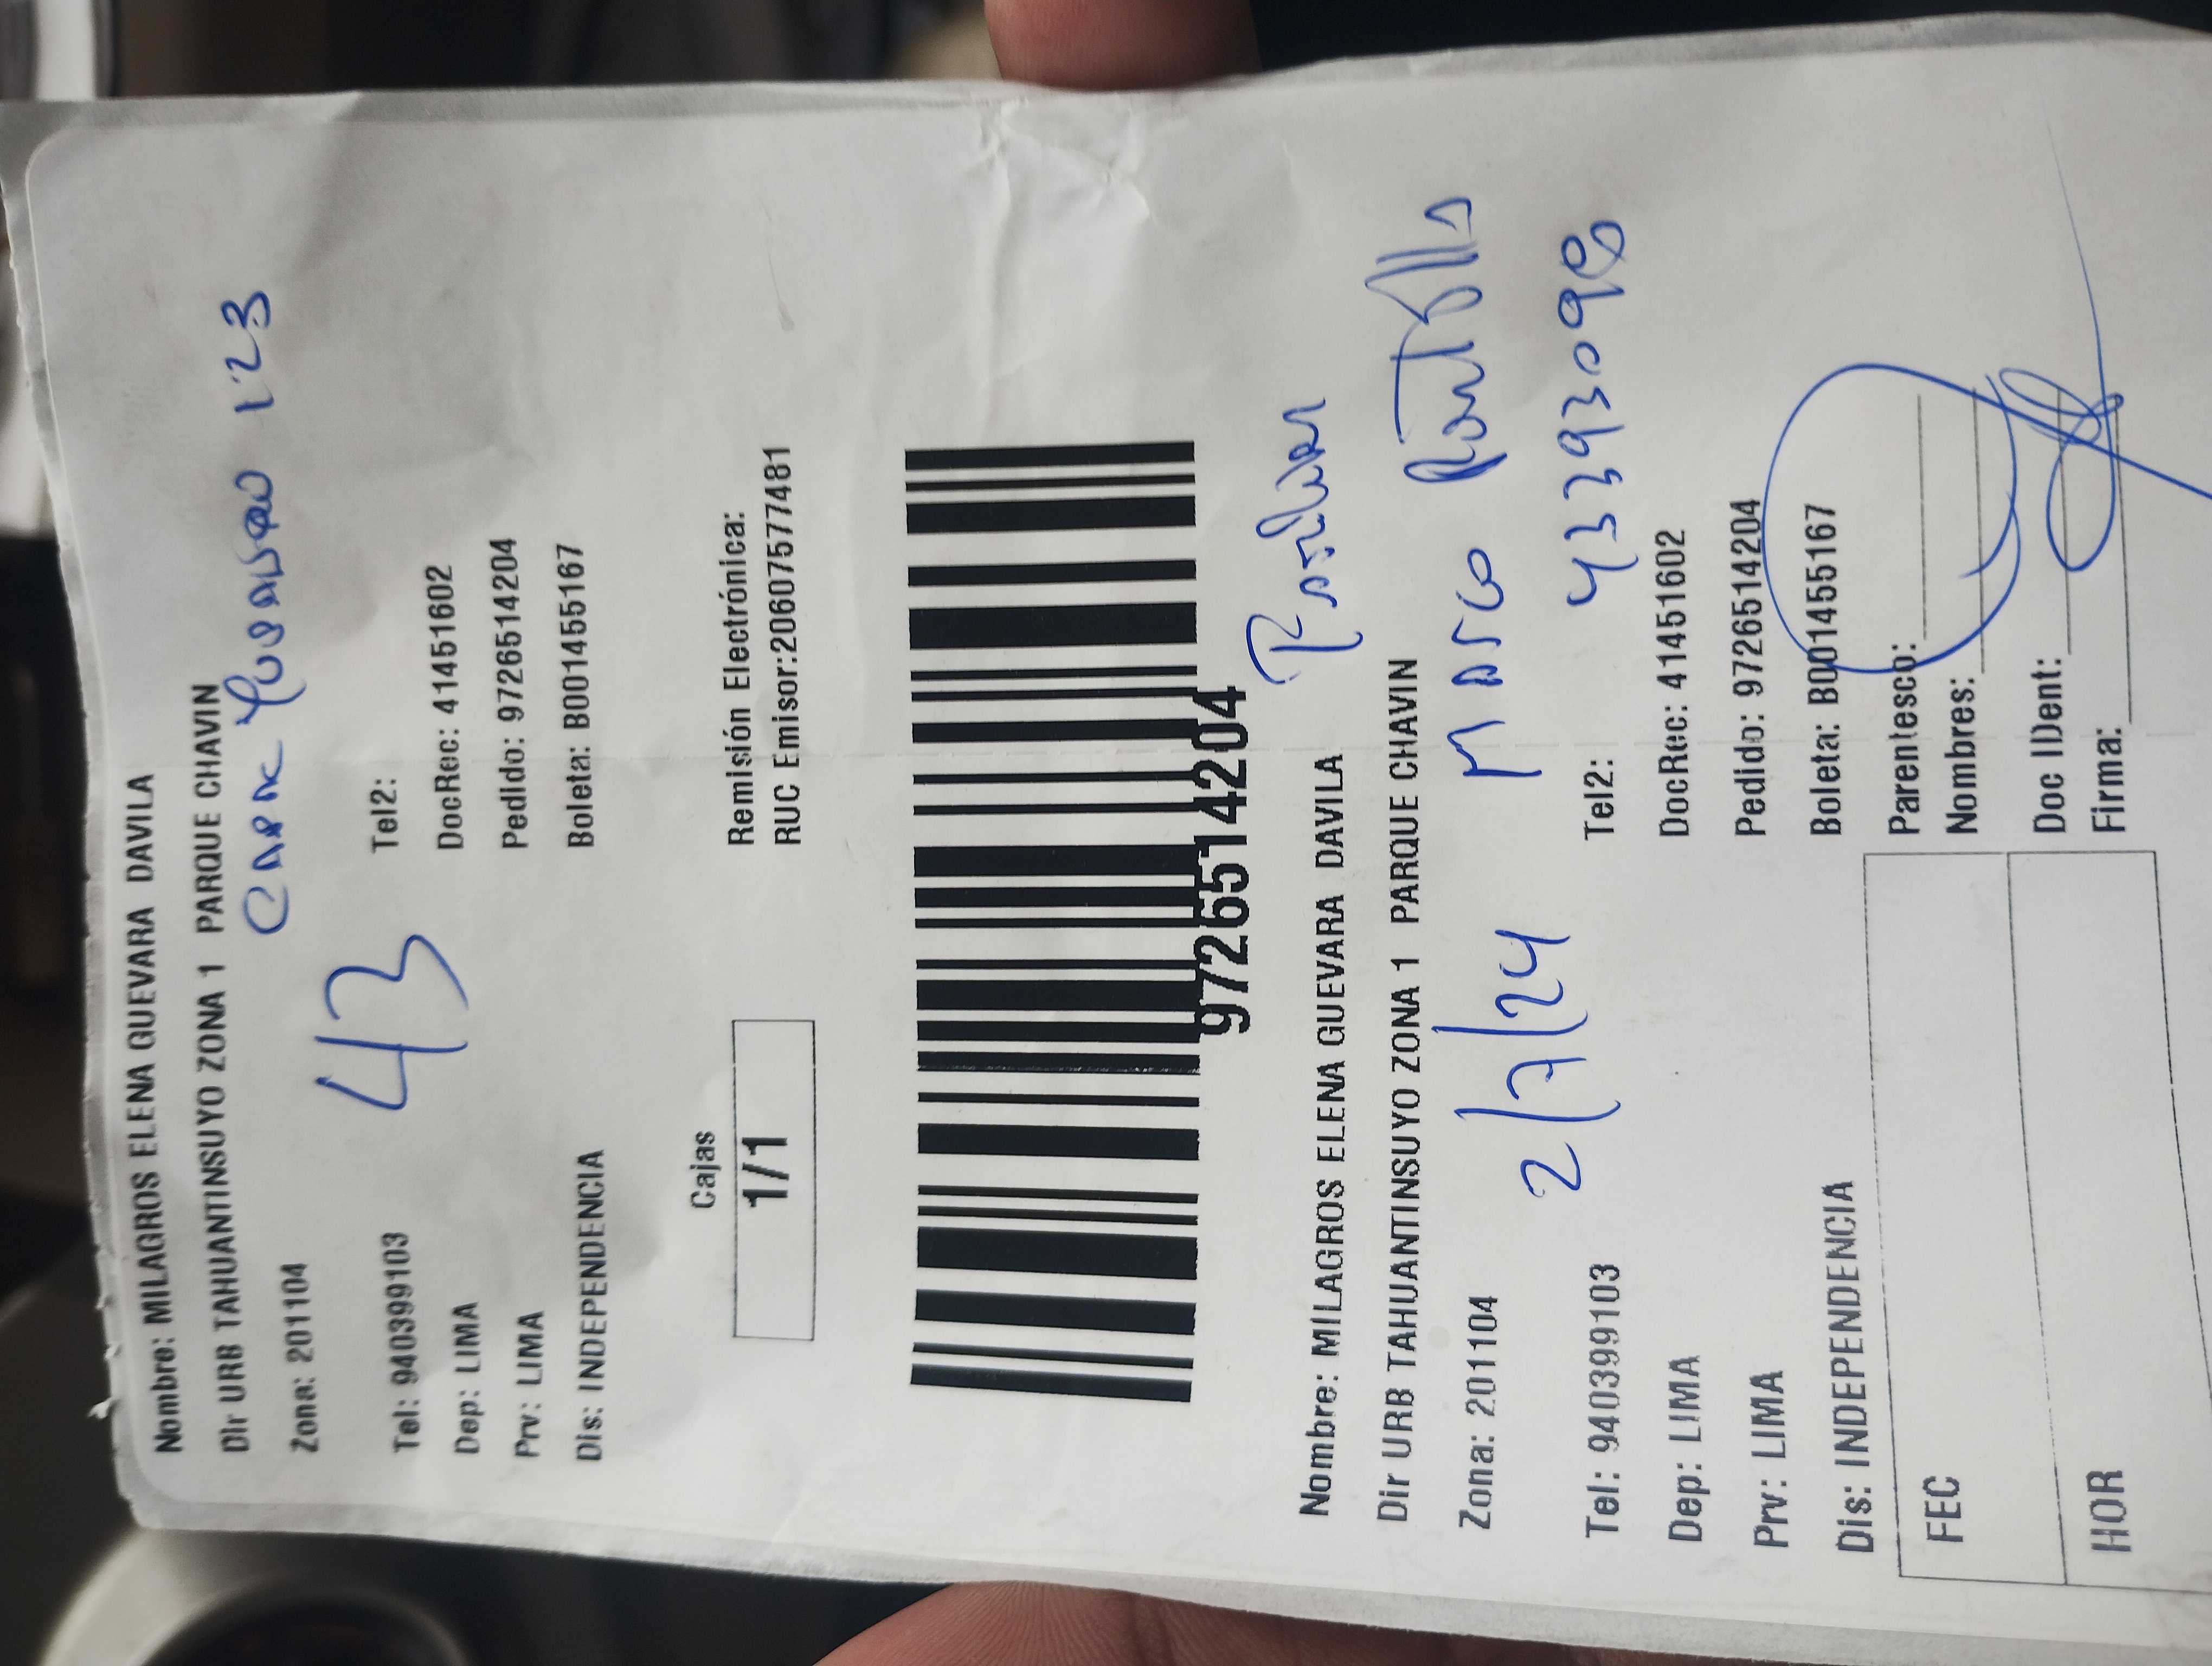 Nombre: MILAGROS ELENA GUEVARA DAVILA
Dir URB TAHUANTINSUYO ZONA 1 PARQUE CHAVIN
123
Zona: 201104
43
Tel: 940399103 Tel2:
Dep: LIMA DocRec: 41451602
Prv: LIMA Pedido: 9726514204
Dis: INDEPENDENCIA Boleta: B001455167
Cajas Remisión Electrónica:
1/1 RUC Emisor:20607577481
9726514204
Nombre: MILAGROS ELENA GUEVARA DAVILA
Dir URB TAHUANTINSUYO ZONA 1 PARQUE CHAVIN
Zona: 201104 2/7/24 Marco
Tel: 940399103 Tel2: 43393098
Dep: LIMA DocRec: 41451602
Prv: LIMA Pedido: 9726514204
Dis: INDEPENDENCIA Boleta: B001455167
FEC Parentesco:
Nombres:
HOR Doc IDent:
Firma: